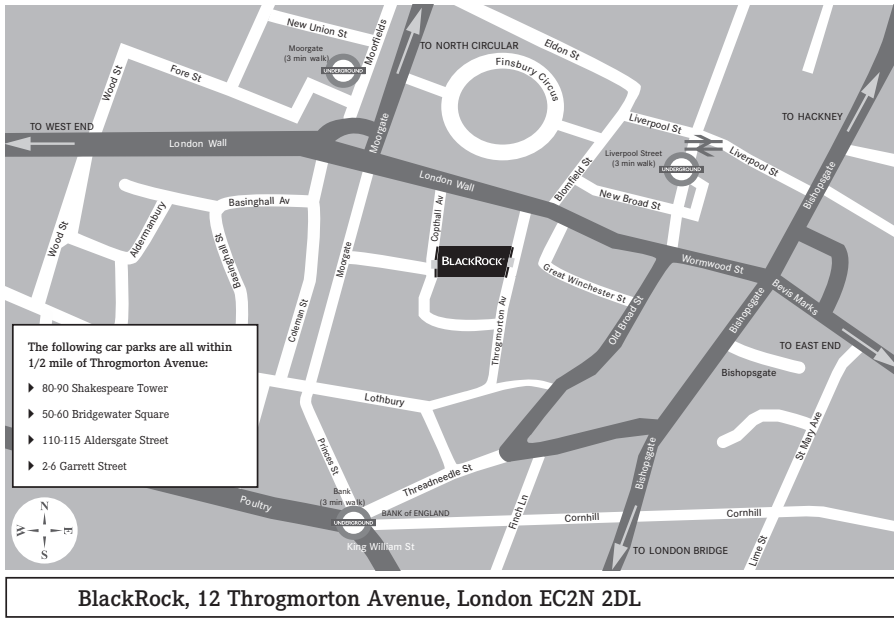 New Union St
Moorfields
Moorgate
(3 min walk)
UNDERGROUND
TO NORTH CIRCULAR
Eldon St
Finsbury Circus
Wood St
Fore St
TO WEST END
London Wall
Moorgate
London Wall
Liverpool St
TO HACKNEY
Liverpool Street
(3 min walk)
UNDERGROUND
Liverpool St
Bishopsgate
Blomfield St
New Broad St
Basinghall Av
Aldermanbury
Basinghall St
Wood St
Moorgate
Copthall Av
BLACKROCK
Great Winchester St
Wormwood St
Bevis Marks
Bishopsgate
Old Broad St
Throgmorton Av
Coleman St
TO EAST END
Bishopsgate
The following car parks are all within
1/2 mile of Throgmorton Avenue:
80-90 Shakespeare Tower
50-60 Bridgewater Square
110-115 Aldersgate Street
2-6 Garrett Street
Lothbury
Princes St
Threadneedle St
Bishopsgate
St Mary Axe
Poultry
Bank
(3 min walk)
UNDERGROUND
BANK of ENGLAND
King William St
Finch Ln
Cornhill
Cornhill
Lime St
TO LONDON BRIDGE
N
W
E
S
BlackRock, 12 Throgmorton Avenue, London EC2N 2DL